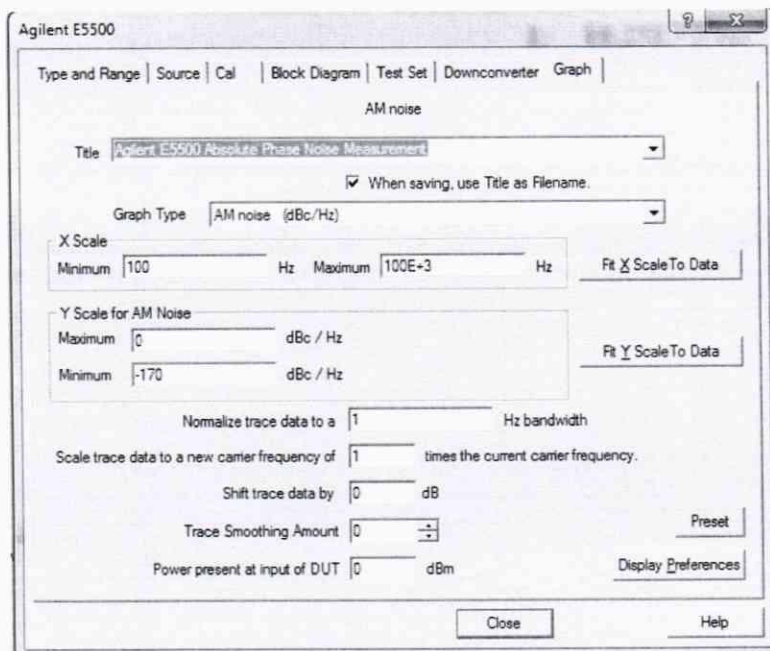 Agilent E5500
Type and Range Source Cal Block Diagram Test Set Downconverter Graph
AM noise
Title Agilent E5500 Absolute Phase Noise Measurement
When saving, use Title as Filename.
Graph Type AM noise (dBc/Hz)
X Scale
Minimum 100 Hz Maximum 100E+3 Hz Fit X Scale To Data
Y Scale for AM Noise
Maximum 0 dBc / Hz
Minimum -170 dBc / Hz
Fit Y Scale To Data
Normalize trace data to a 1 Hz bandwidth
Scale trace data to a new carrier frequency of 1 times the current carrier frequency.
Shift trace data by 0 dB
Trace Smoothing Amount 0
Preset
Power present at input of DUT 0 dBm
Display Preferences
Close Help